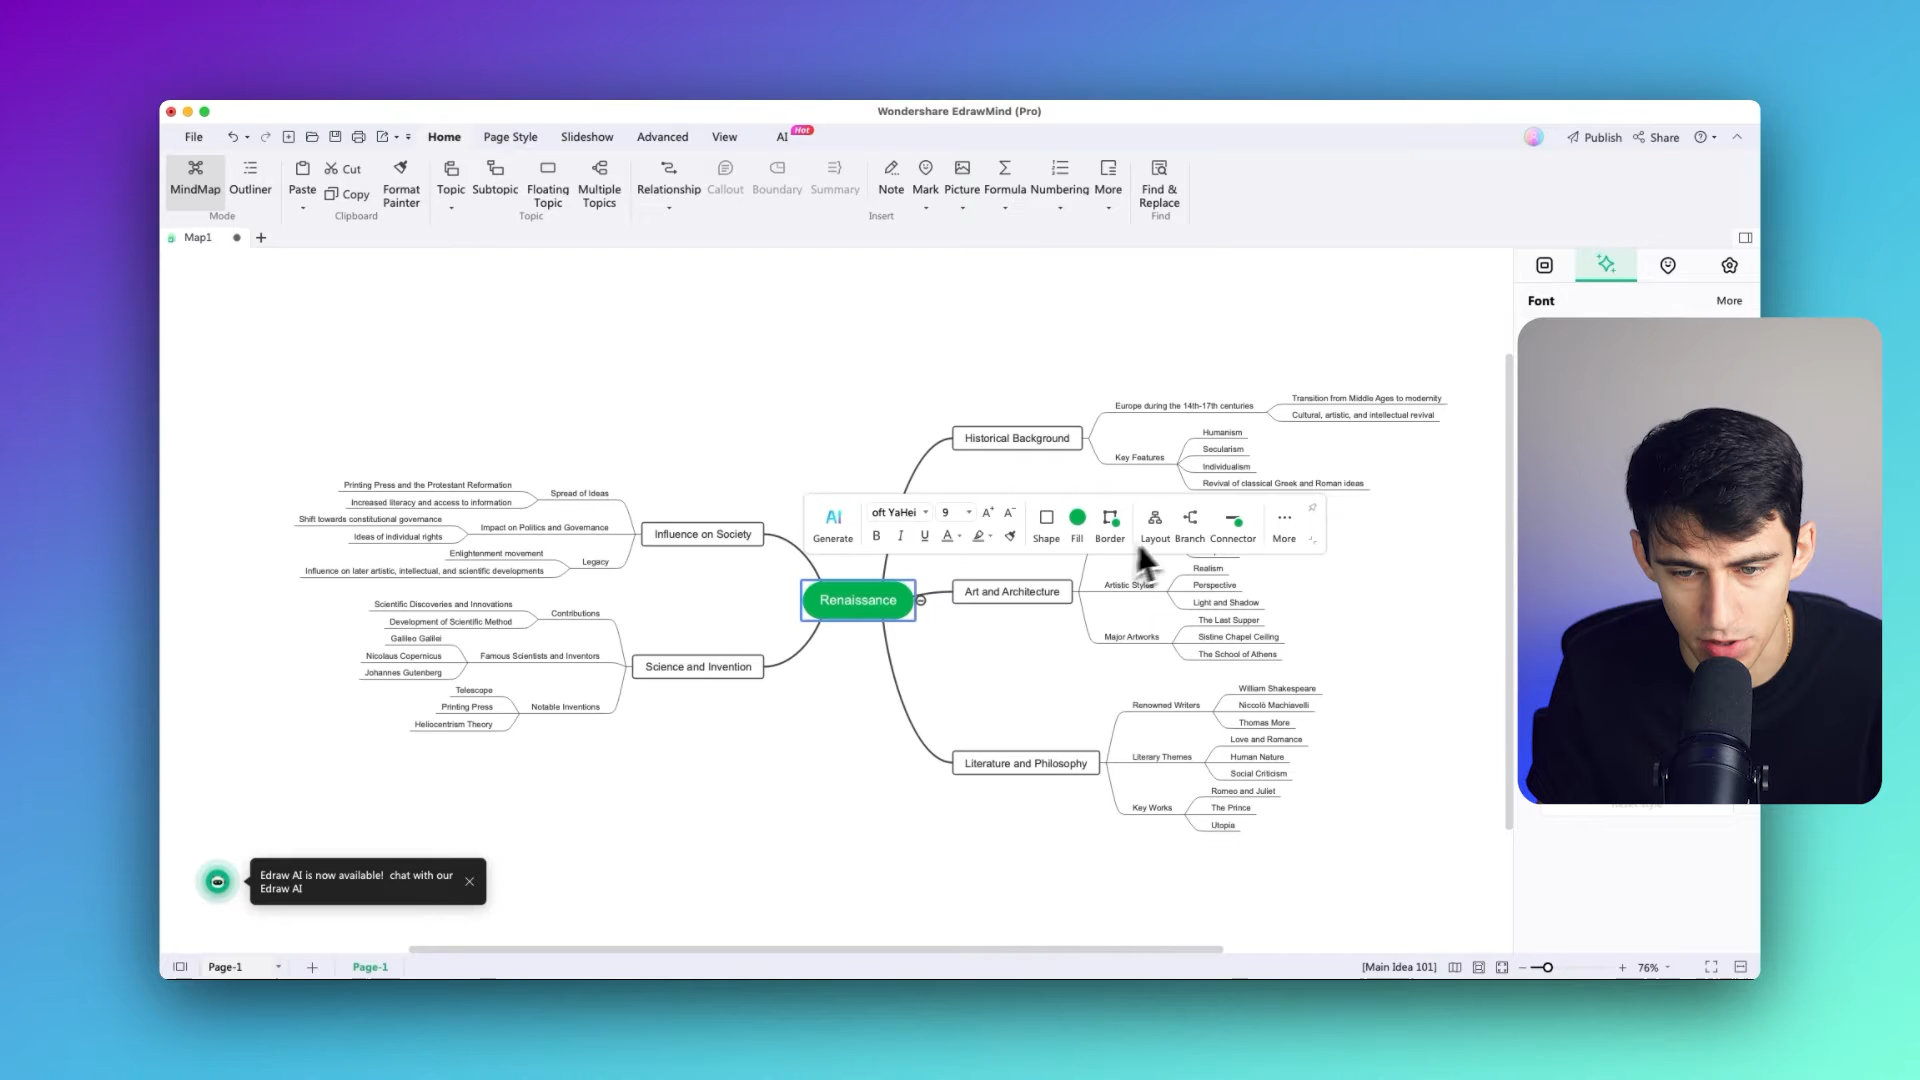 Wondershare EdrawMind (Pro)
File Home Page Style Slideshow Advanced View AI Hot Publish Share
MindMap Outliner Paste Cut Copy Format Painter Topic Subtopic Floating Topic Multiple Topics Relationship Callout Boundary Summary Note Mark Picture Formula Numbering More Find & Replace
Mode Clipboard Topic Insert Find
Map1
Font More
Historical Background
Europe during the 14th-17th centuries
Transition from Middle Ages to modernity
Cultural, artistic, and intellectual revival
Key Features
Humanism
Secularism
Individualism
Revival of classical Greek and Roman ideas
AI Generate
oft YaHei 9 A+ A-
B I U A
Shape Fill Border Layout Branch Connector More
Influence on Society
Spread of Ideas
Printing Press and the Protestant Reformation
Increased literacy and access to information
Impact on Politics and Governance
Shift towards constitutional governance
Ideas of individual rights
Legacy
Enlightenment movement
Influence on later artistic, intellectual, and scientific developments
Renaissance
Art and Architecture
Artistic Styles
Realism
Perspective
Light and Shadow
Major Artworks
The Last Supper
Sistine Chapel Ceiling
The School of Athens
Science and Invention
Contributions
Scientific Discoveries and Innovations
Development of Scientific Method
Famous Scientists and Inventors
Galileo Galilei
Nicolaus Copernicus
Johannes Gutenberg
Notable Inventions
Telescope
Printing Press
Heliocentrism Theory
Literature and Philosophy
Renowned Writers
William Shakespeare
Niccolò Machiavelli
Thomas More
Literary Themes
Love and Romance
Human Nature
Social Criticism
Key Works
Romeo and Juliet
The Prince
Utopia
Edraw AI is now available! chat with our
Edraw AI
Page-1 Page-1 [Main Idea 101] 76%